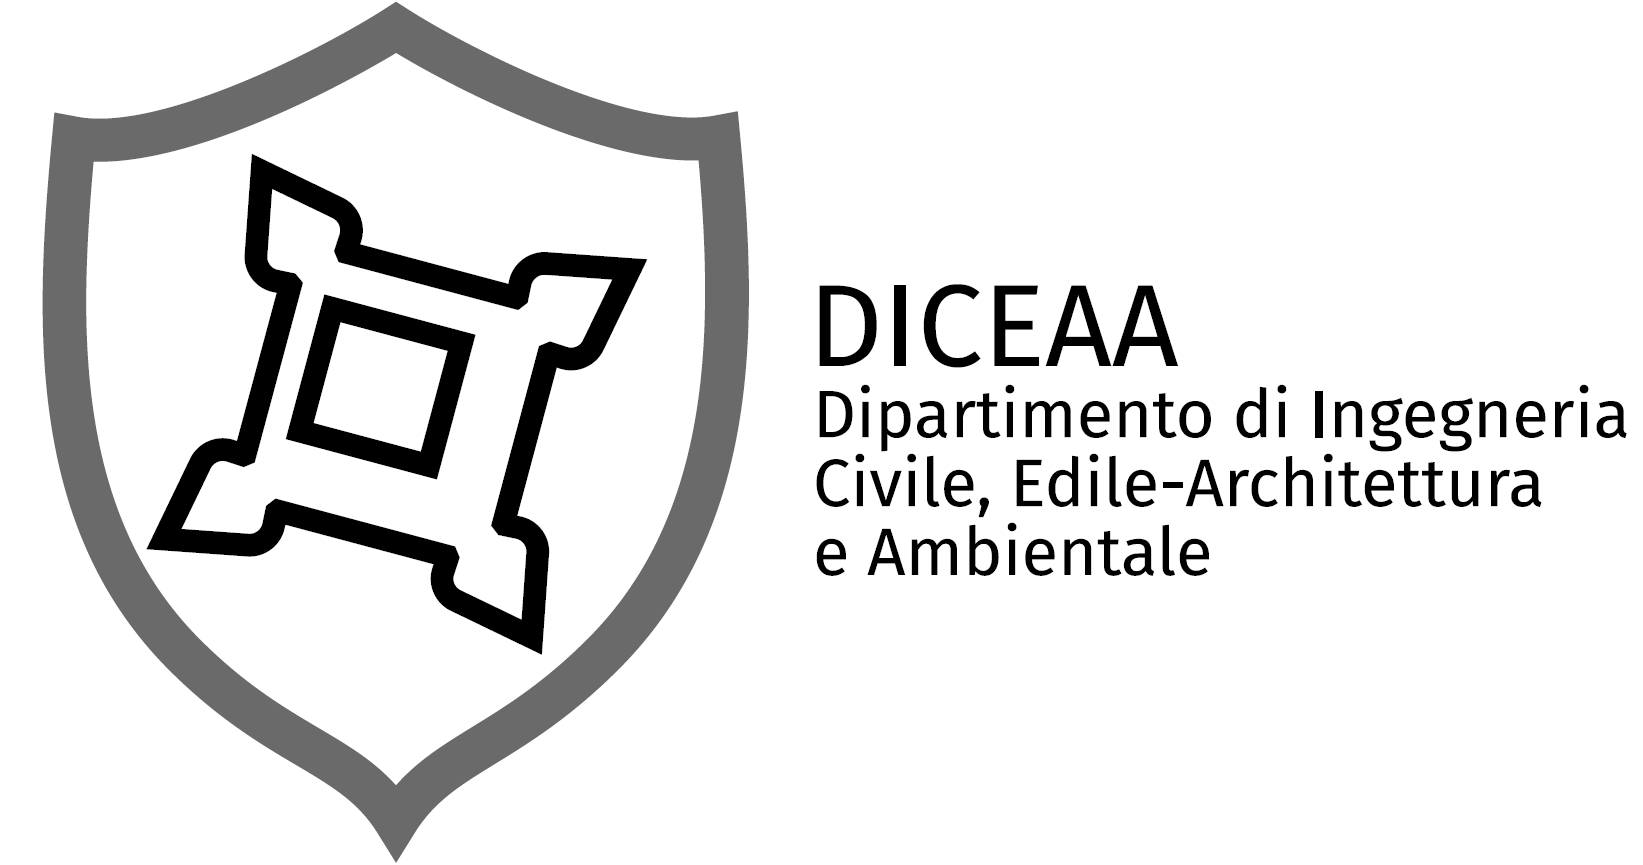 DICEAA
Dipartimento di Ingegneria
Civile, Edile-Architettura
e Ambientale